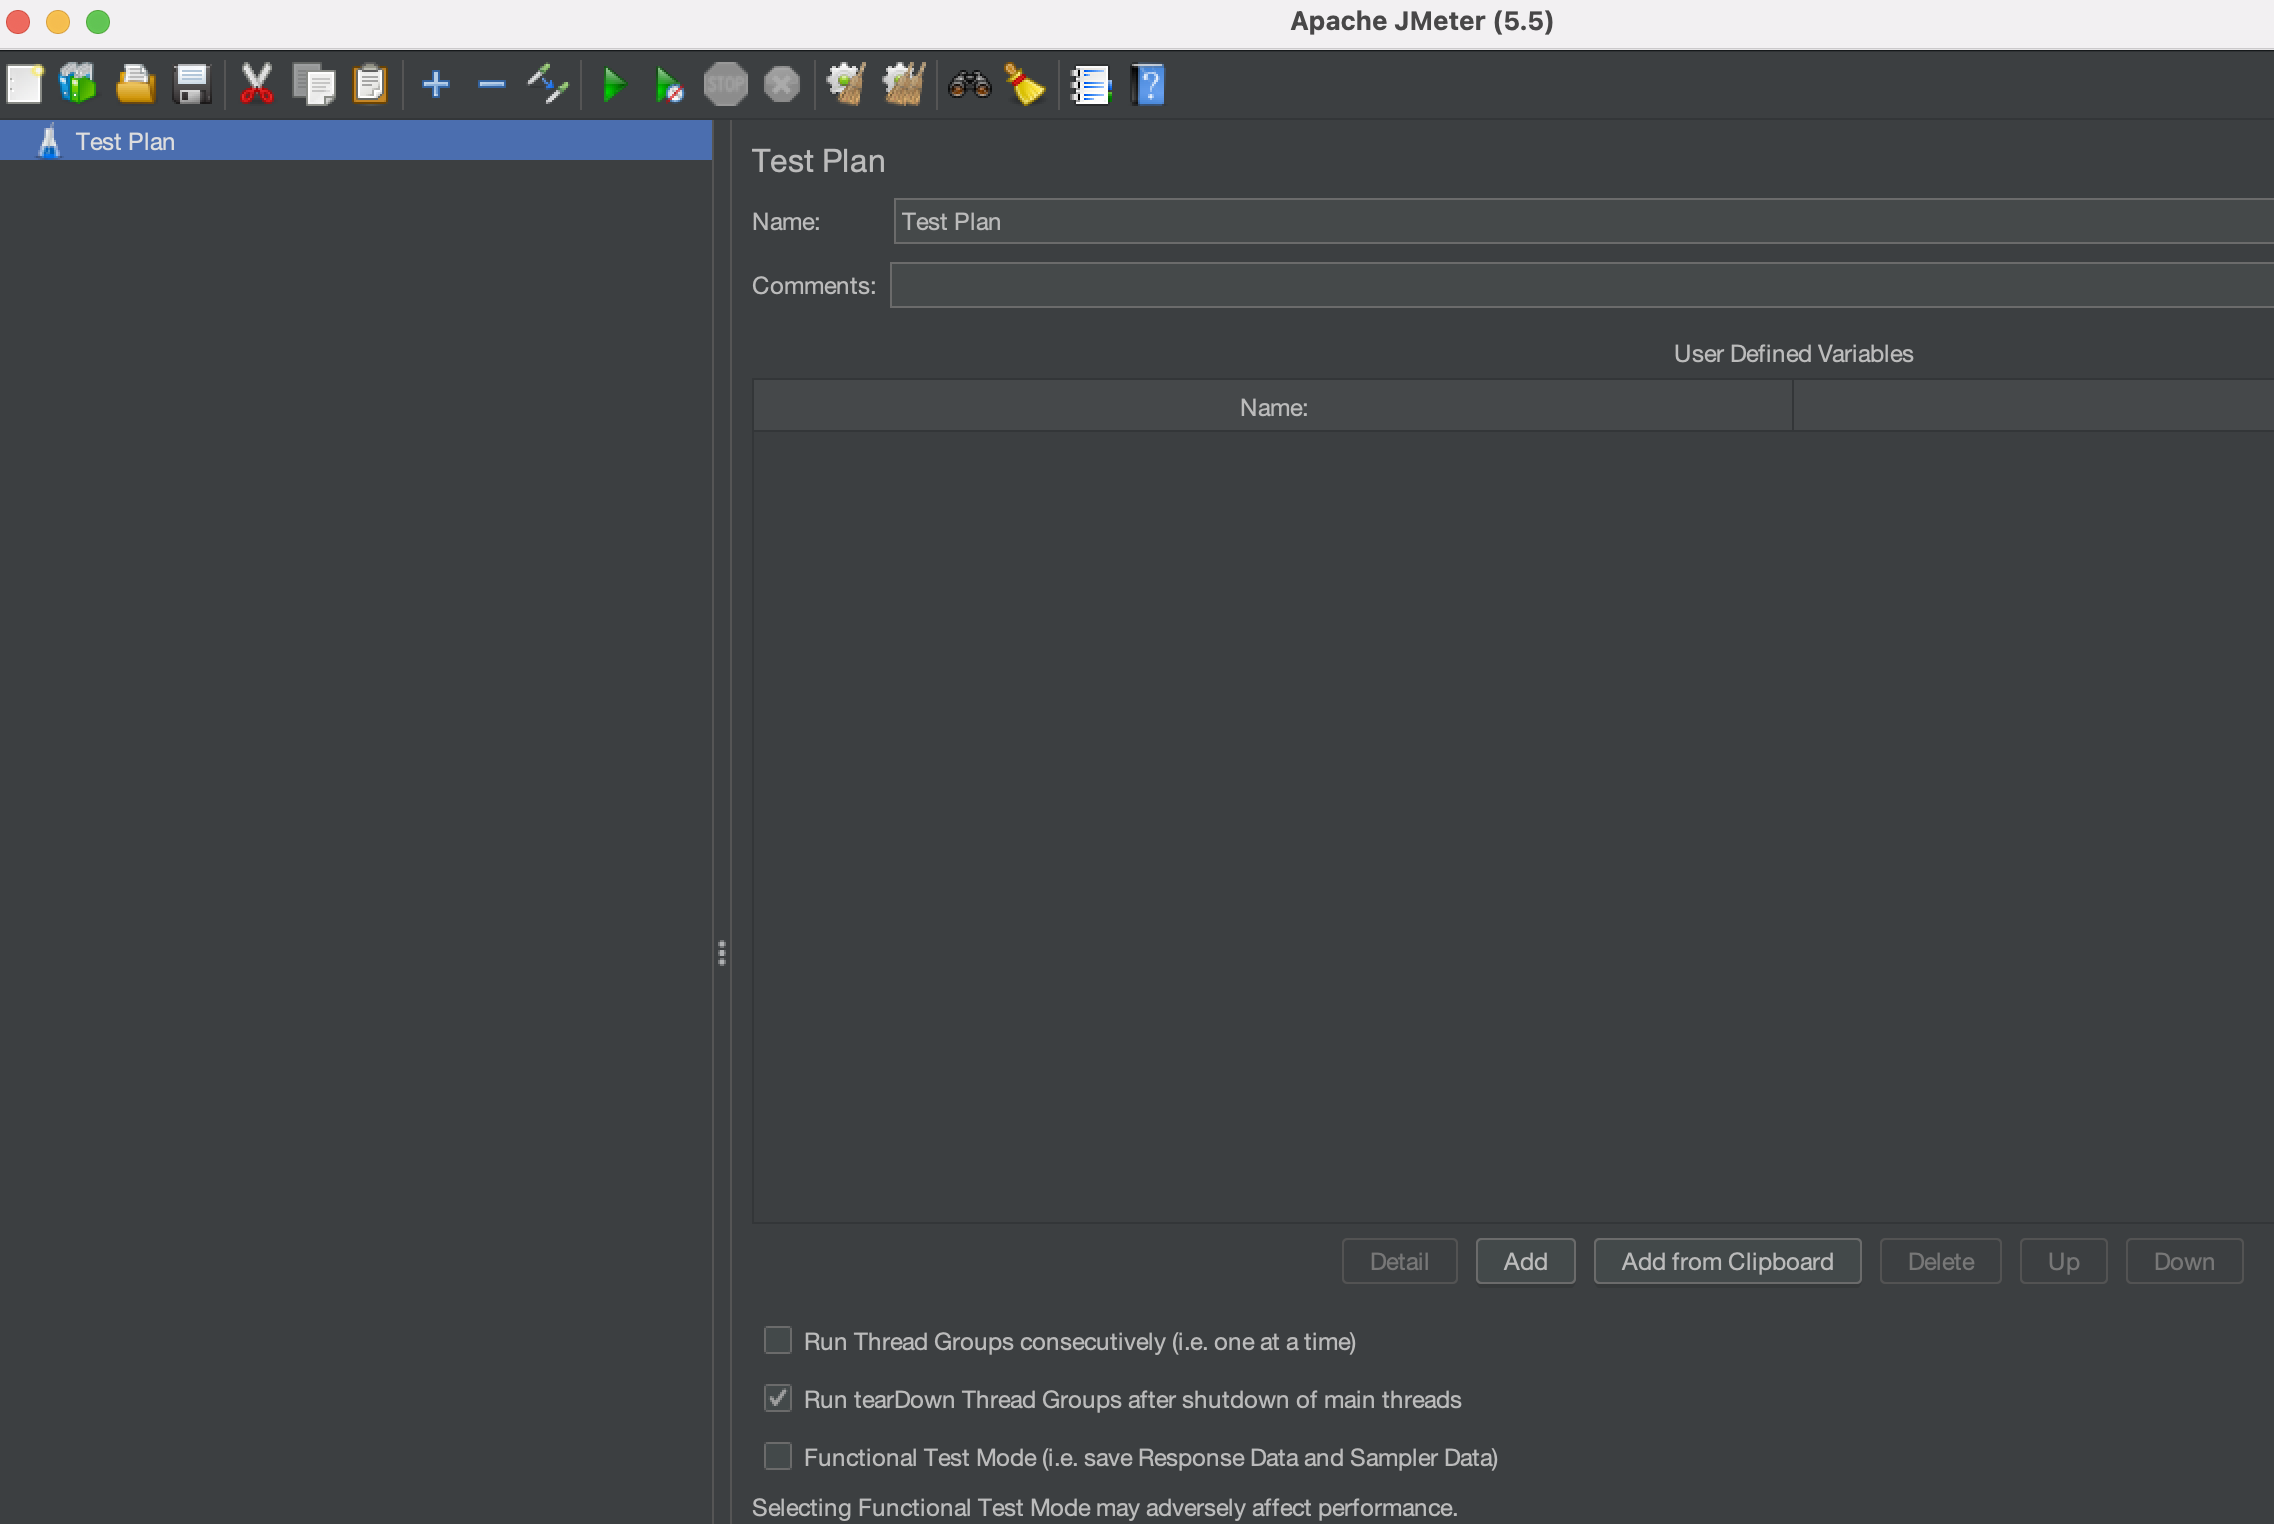 Apache JMeter (5.5)
STOP
Test Plan
Test Plan
Name: Test Plan
Comments:
User Defined Variables
Name:
Detail Add Add from Clipboard Delete Up Down
Run Thread Groups consecutively (i.e. one at a time)
Run tearDown Thread Groups after shutdown of main threads
Functional Test Mode (i.e. save Response Data and Sampler Data)
Selecting Functional Test Mode may adversely affect performance.